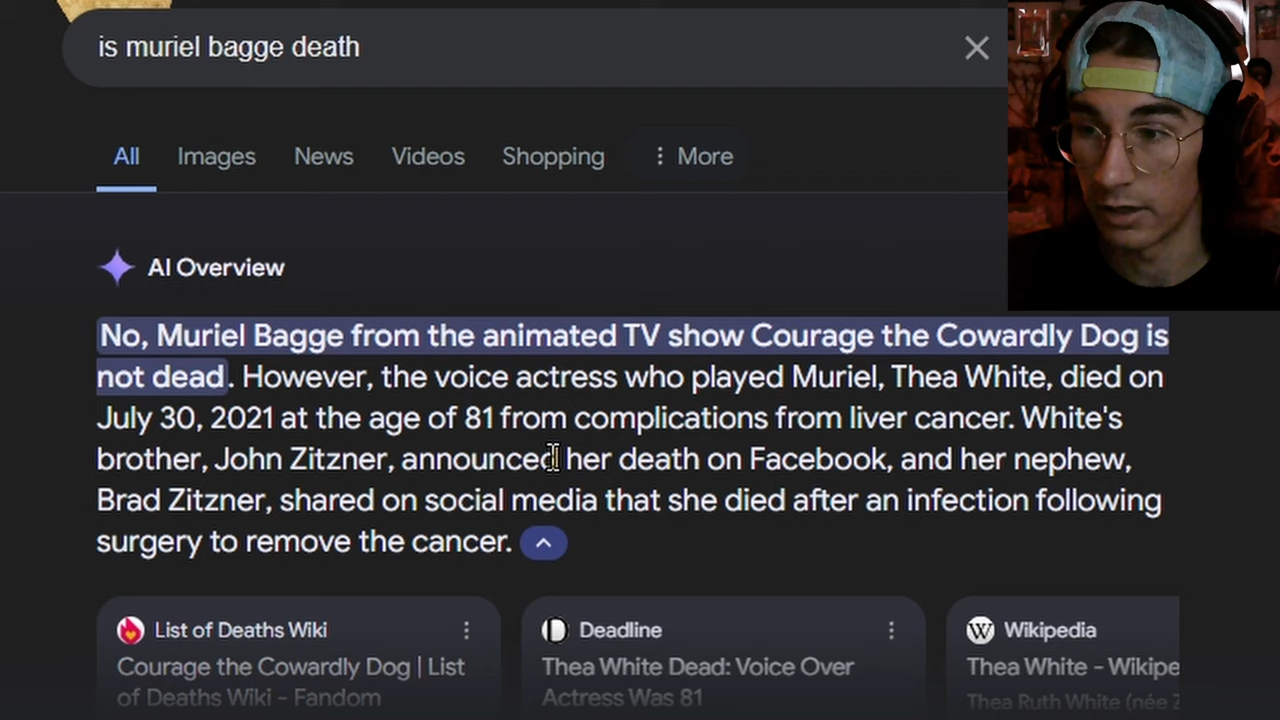 is muriel bagge death
All Images News Videos Shopping More
AI Overview
No, Muriel Bagge from the animated TV show Courage the Cowardly Dog is
not dead. However, the voice actress who played Muriel, Thea White, died on
July 30, 2021 at the age of 81 from complications from liver cancer. White's
brother, John Zitzner, announced her death on Facebook, and her nephew,
Brad Zitzner, shared on social media that she died after an infection following
surgery to remove the cancer.
List of Deaths Wiki
Courage the Cowardly Dog | List
of Deaths Wiki - Fandom
Deadline
Thea White Dead: Voice Over
Actress Was 81
Wikipedia
Thea White - Wikipe
Thea Ruth White (née